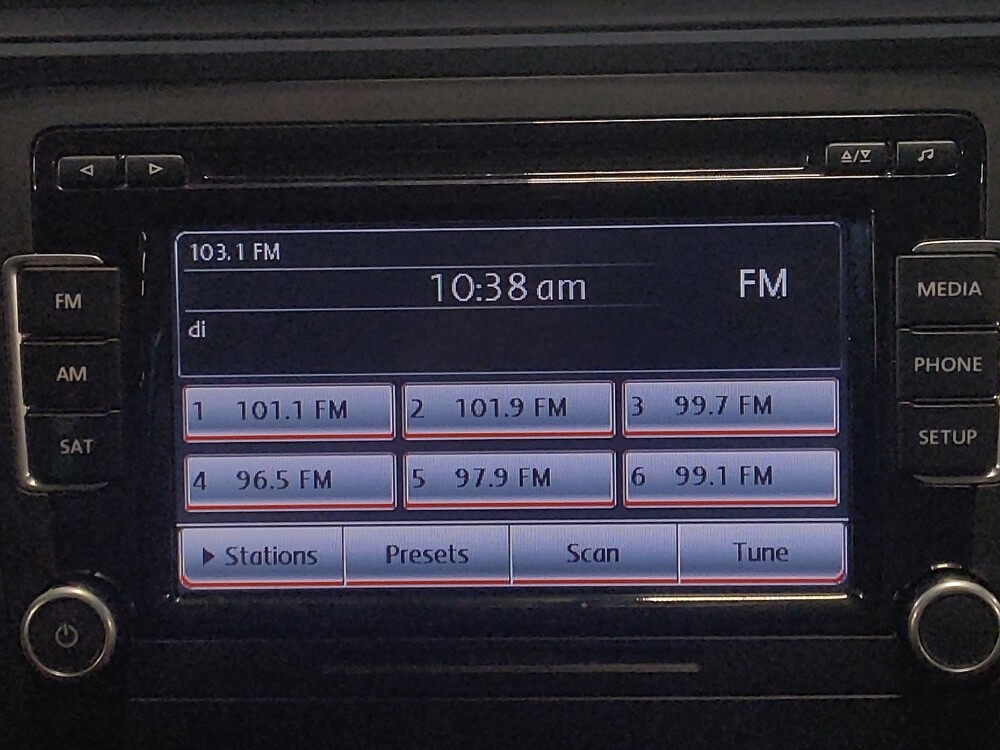 103.1 FM
10:38 am
FM
di
FM
AM
SAT
1 101.1 FM 2 101.9 FM 3 99.7 FM
4 96.5 FM 5 97.9 FM 6 99.1 FM
Stations Presets Scan Tune
MEDIA
PHONE
SETUP